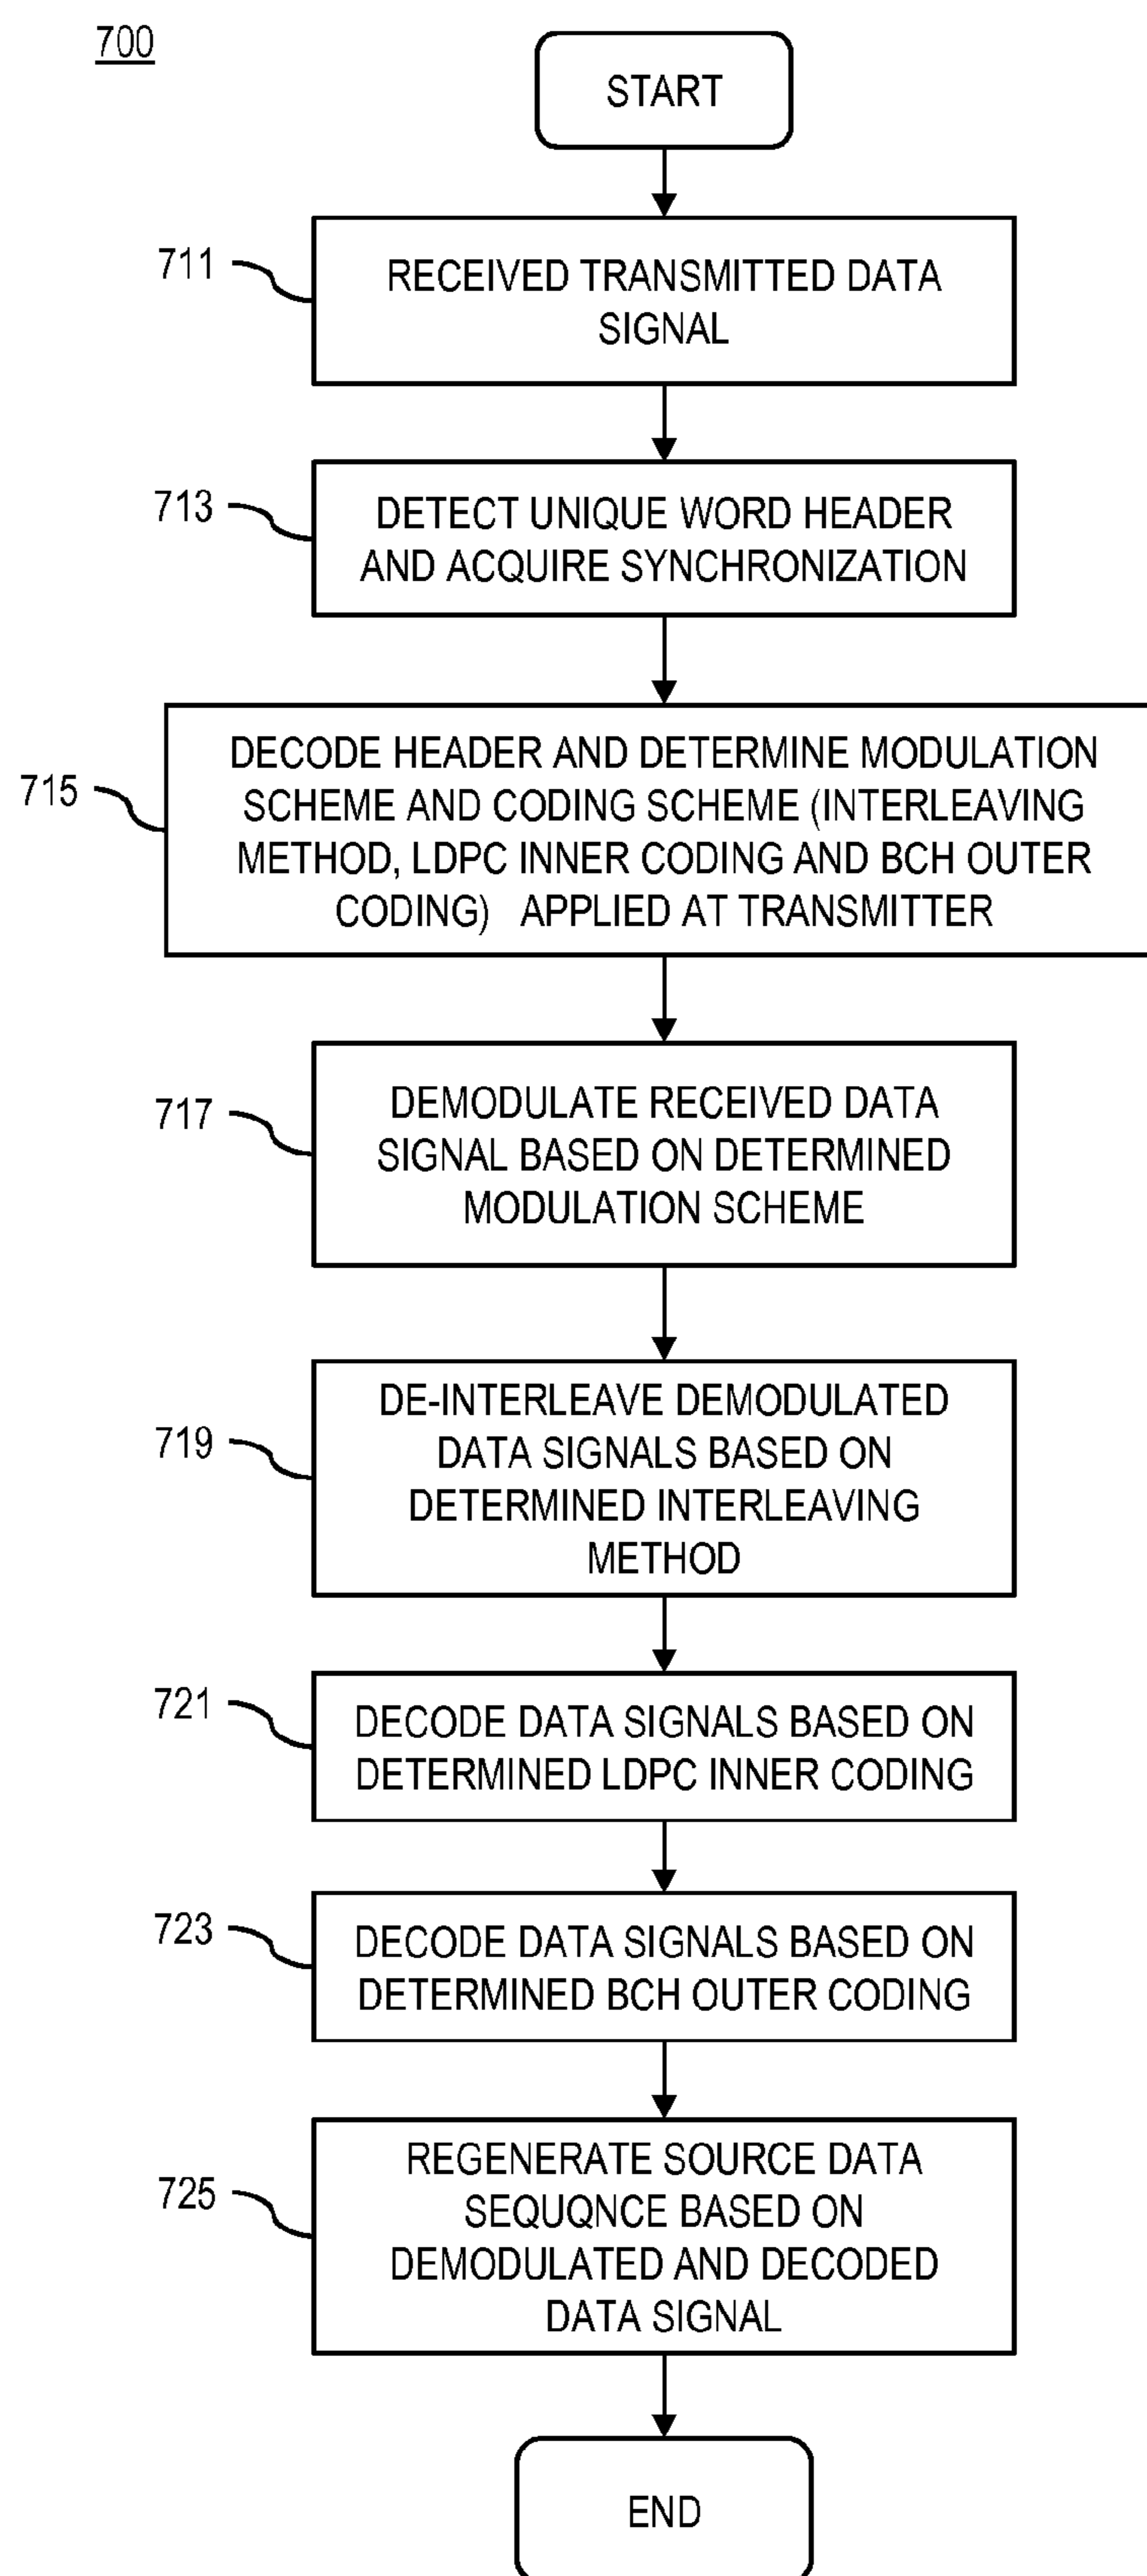 700
START
711
RECEIVED TRANSMITTED DATA
SIGNAL
713
DETECT UNIQUE WORD HEADER
AND ACQUIRE SYNCHRONIZATION
715
DECODE HEADER AND DETERMINE MODULATION
SCHEME AND CODING SCHEME (INTERLEAVING
METHOD, LDPC INNER CODING AND BCH OUTER
CODING) APPLIED AT TRANSMITTER
717
DEMODULATE RECEIVED DATA
SIGNAL BASED ON DETERMINED
MODULATION SCHEME
719
DE-INTERLEAVE DEMODULATED
DATA SIGNALS BASED ON
DETERMINED INTERLEAVING
METHOD
721
DECODE DATA SIGNALS BASED ON
DETERMINED LDPC INNER CODING
723
DECODE DATA SIGNALS BASED ON
DETERMINED BCH OUTER CODING
725
REGENERATE SOURCE DATA
SEQUQNCE BASED ON
DEMODULATED AND DECODED
DATA SIGNAL
END